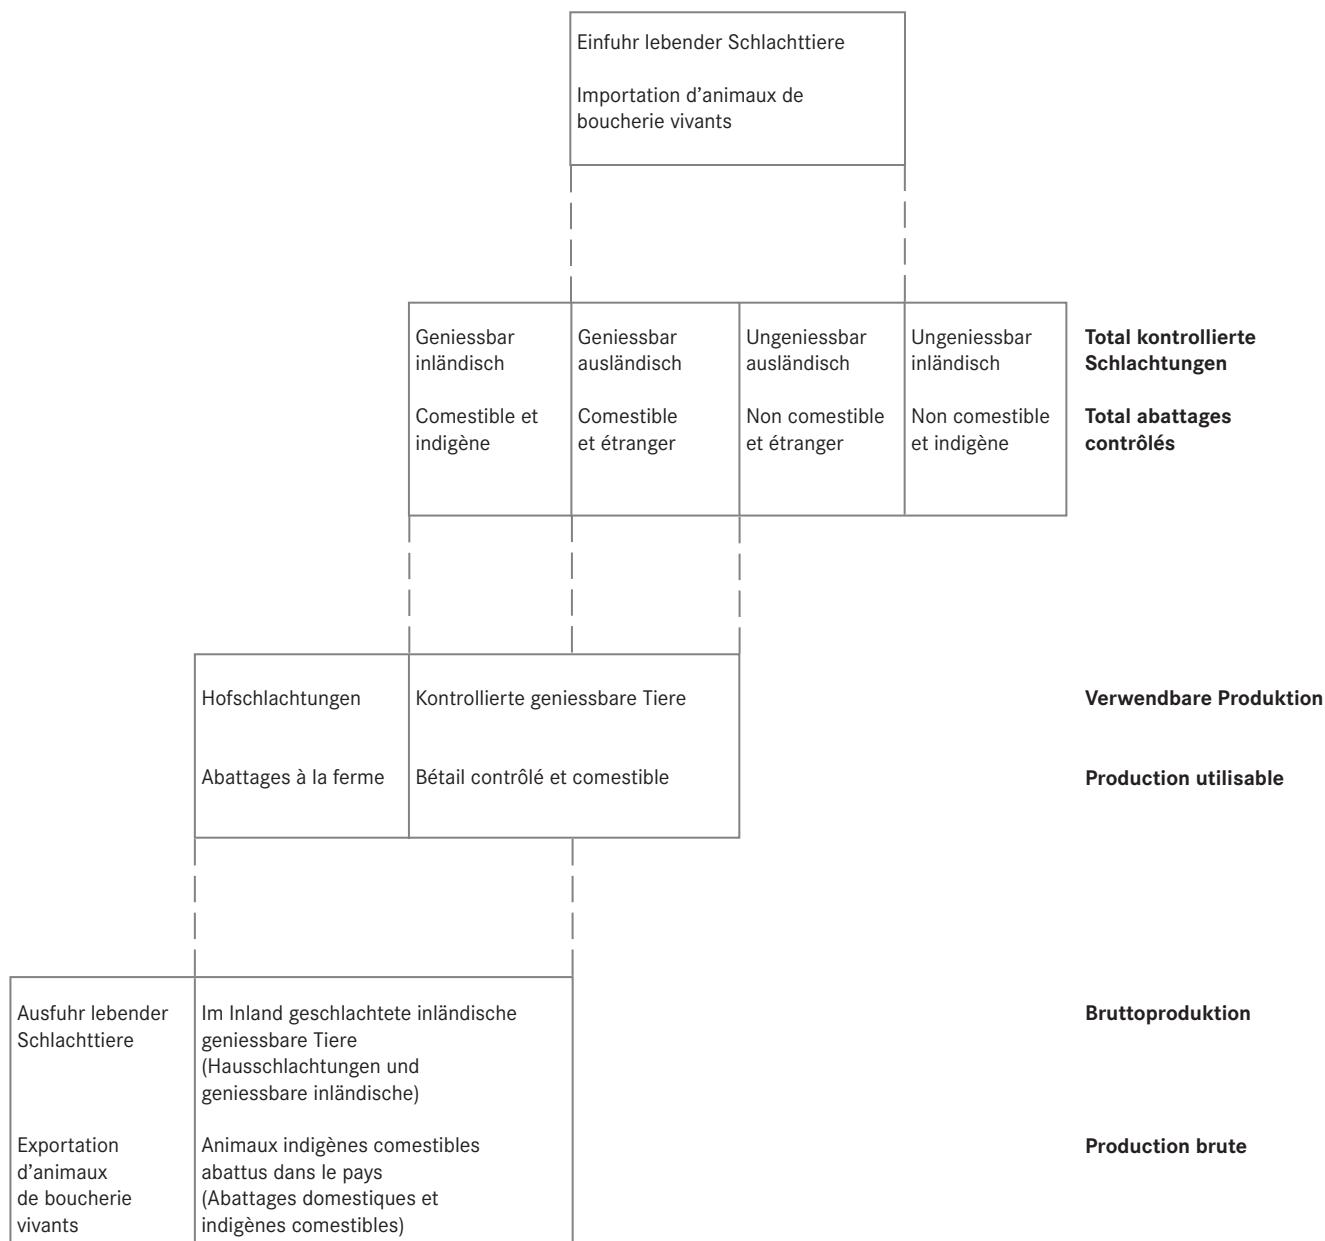 Einfuhr lebender Schlachttiere
Importation d’animaux de
boucherie vivants
Geniessbar
inländisch
Comestible et
indigène
Geniessbar
ausländisch
Comestible
et étranger
Ungeniessbar
ausländisch
Non comestible
et étranger
Ungeniessbar
inländisch
Non comestible
et indigène
Total kontrollierte
Schlachtungen
Total abattages
contrôlés
Hofschlachtungen
Abattages à la ferme
Kontrollierte geniessbare Tiere
Bétail contrôlé et comestible
Verwendbare Produktion
Production utilisable
Ausfuhr lebender
Schlachttiere
Exportation
d’animaux
de boucherie
vivants
Im Inland geschlachtete inländische
geniessbare Tiere
(Hausschlachtungen und
geniessbare inländische)
Animaux indigènes comestibles
abattus dans le pays
(Abattages domestiques et
indigènes comestibles)
Bruttoproduktion
Production brute